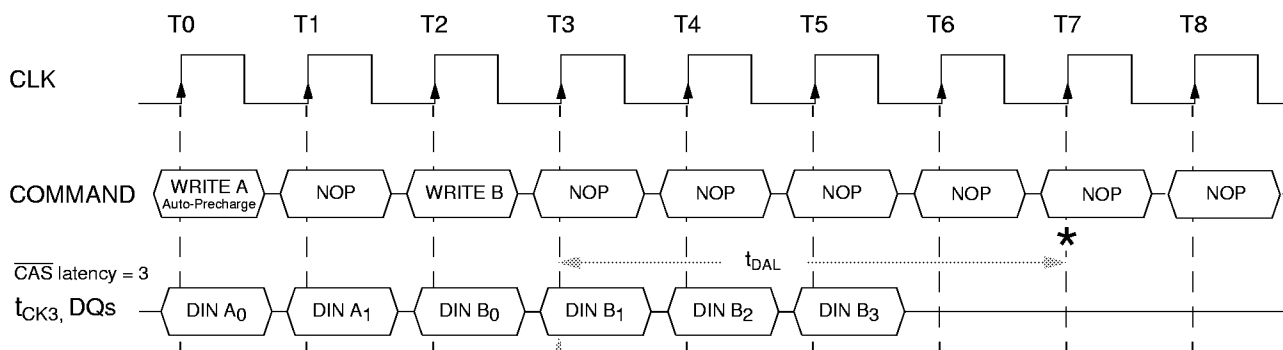 T0 T1 T2 T3 T4 T5 T6 T7 T8
CLK
COMMAND
WRITE A
Auto-Precharge
NOP
WRITE B
NOP
NOP
NOP
NOP
NOP
NOP
*
CAS latency = 3
tDAL
tCK3, DQs
DIN A0
DIN A1
DIN B0
DIN B1
DIN B2
DIN B3